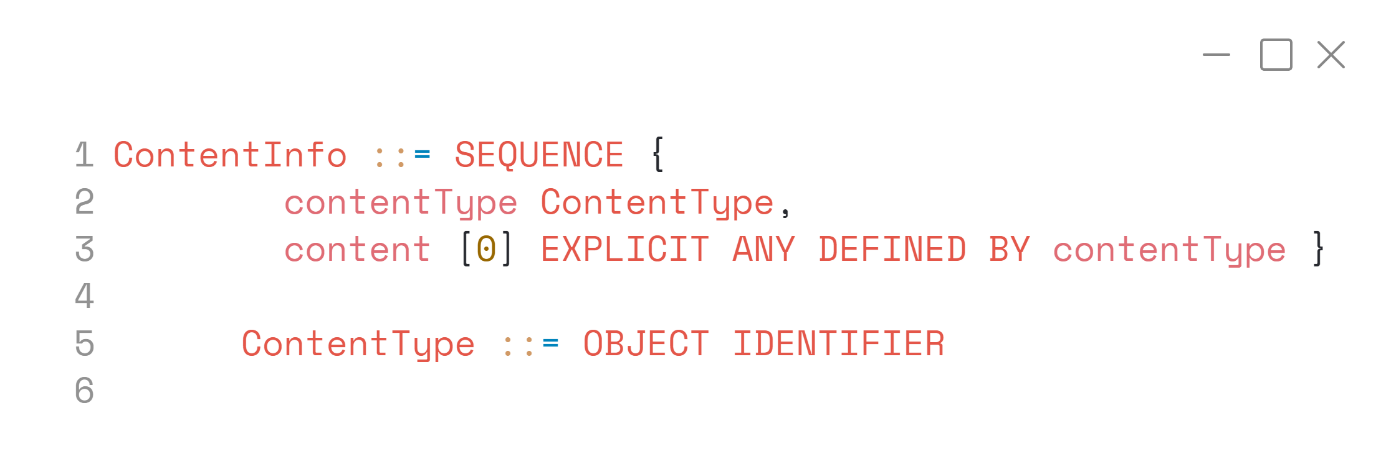 1 ContentInfo ::= SEQUENCE {
2         contentType ContentType,
3         content [0] EXPLICIT ANY DEFINED BY contentType }
4
5       ContentType ::= OBJECT IDENTIFIER
6